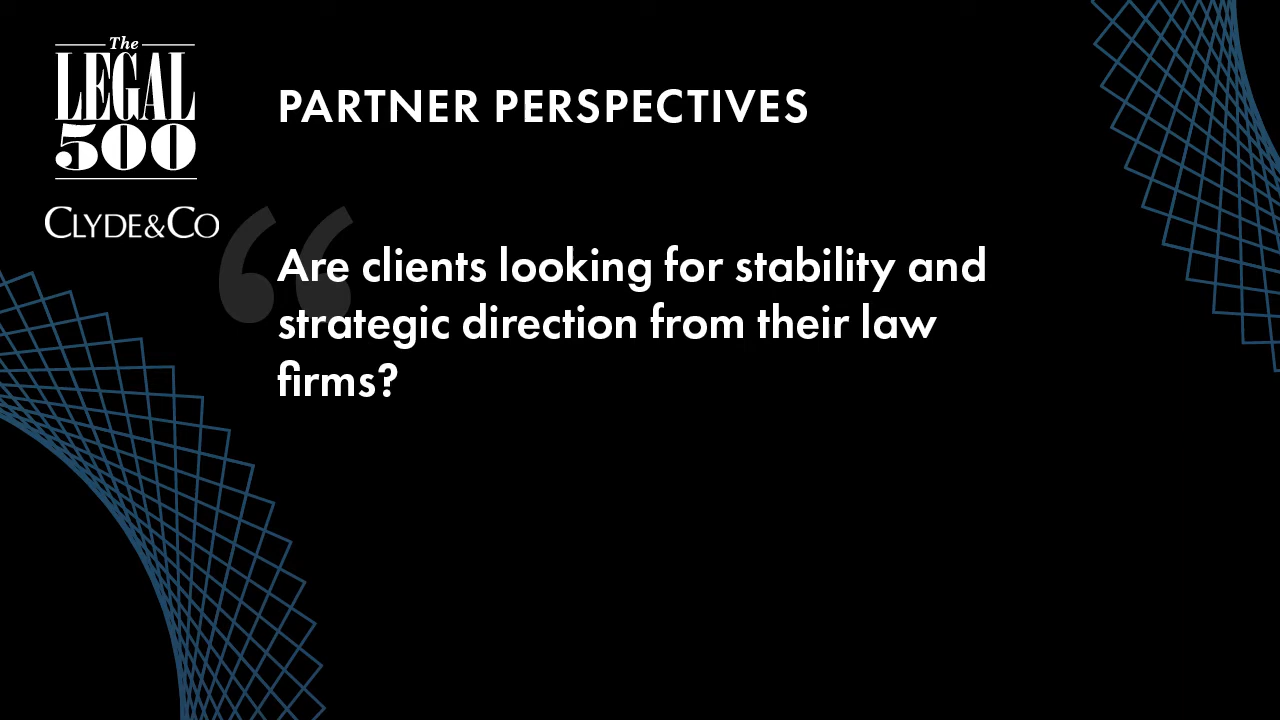 The
LEGAL
500
CLYDE&CO
PARTNER PERSPECTIVES
“
Are clients looking for stability and
strategic direction from their law
firms?